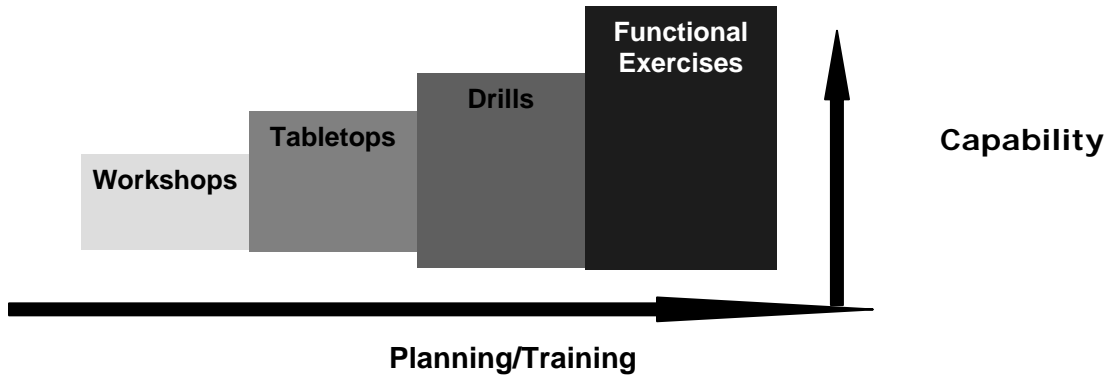 Functional
Exercises
Drills
Tabletops
Workshops
Capability
Planning/Training